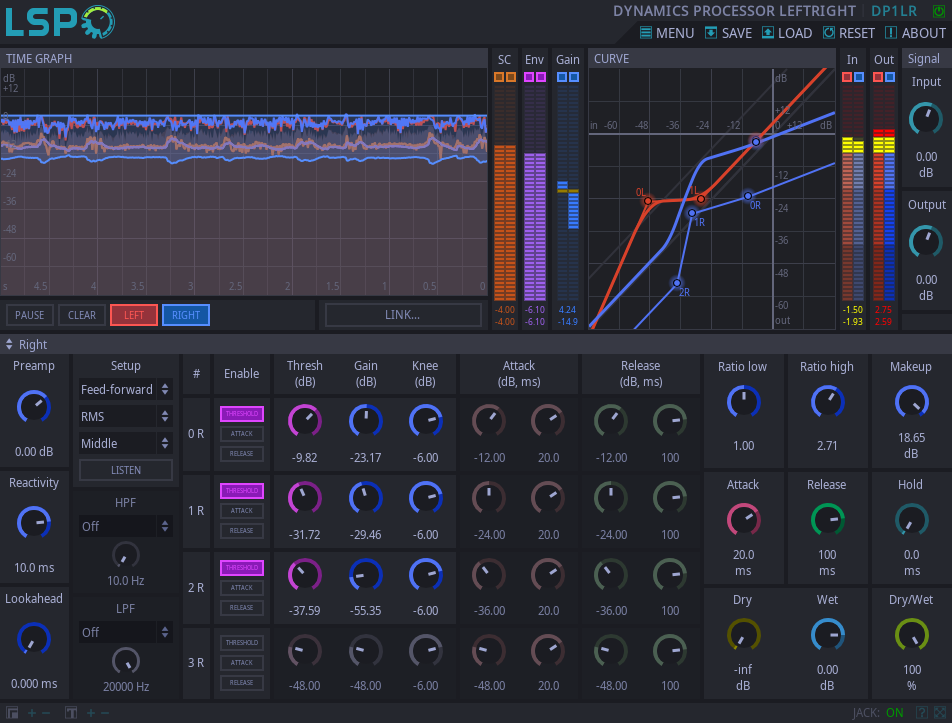 LSP
DYNAMICS PROCESSOR LEFTRIGHT DP1LR
MENU SAVE LOAD RESET ABOUT
TIME GRAPH
SC Env Gain
CURVE
In Out
Signal
dB
+12
0
-24
-36
-48
-60
s 4.5 4 3.5 3 2.5 2 1.5 1 0.5 0
-4.00 -6.10 4.24
-4.00 -6.10 -14.9
dB
+12
in -60 -48 -36 -24 -12 0 +12 dB
-12
-24
-36
-48
-60
out
0L 1L 0R 1R 2R
-1.50 2.75
-1.93 2.59
Input
0.00
dB
Output
0.00
dB
PAUSE CLEAR LEFT RIGHT LINK...
Right
Preamp
0.00 dB
Reactivity
10.0 ms
Lookahead
0.000 ms
Setup
Feed-forward
RMS
Middle
LISTEN
HPF
Off
10.0 Hz
LPF
Off
20000 Hz
# Enable Thresh (dB) Gain (dB) Knee (dB) Attack (dB, ms) Release (dB, ms)
0 R THRESHOLD ATTACK RELEASE
-9.82 -23.17 -6.00 -12.00 20.0 -12.00 100
1 R THRESHOLD ATTACK RELEASE
-31.72 -29.46 -6.00 -24.00 20.0 -24.00 100
2 R THRESHOLD ATTACK RELEASE
-37.59 -55.35 -6.00 -36.00 20.0 -36.00 100
3 R THRESHOLD ATTACK RELEASE
-48.00 -48.00 -6.00 -48.00 20.0 -48.00 100
Ratio low Ratio high Makeup
1.00 2.71 18.65
dB
Attack Release Hold
20.0 100 0.0
ms ms ms
Dry Wet Dry/Wet
-inf 0.00 100
dB dB %
JACK: ON ?